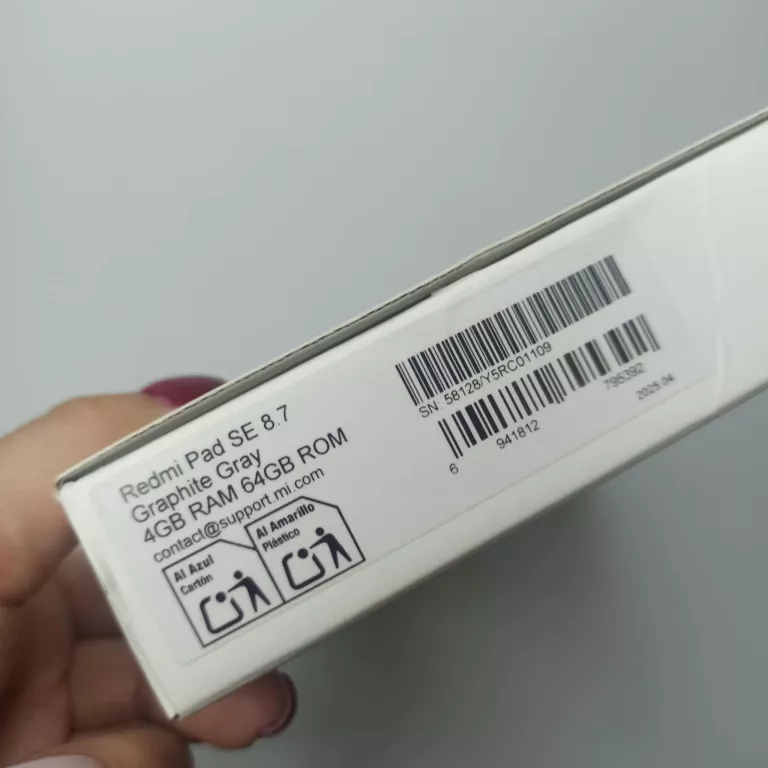 Redmi Pad SE 8.7
Graphite Gray
4GB RAM 64GB ROM
contact@support.mi.com
Al Azul
Cartón
Al Amarillo
Plástico
SN: 58128/Y5RC01109
6 941812 795392
2025.04